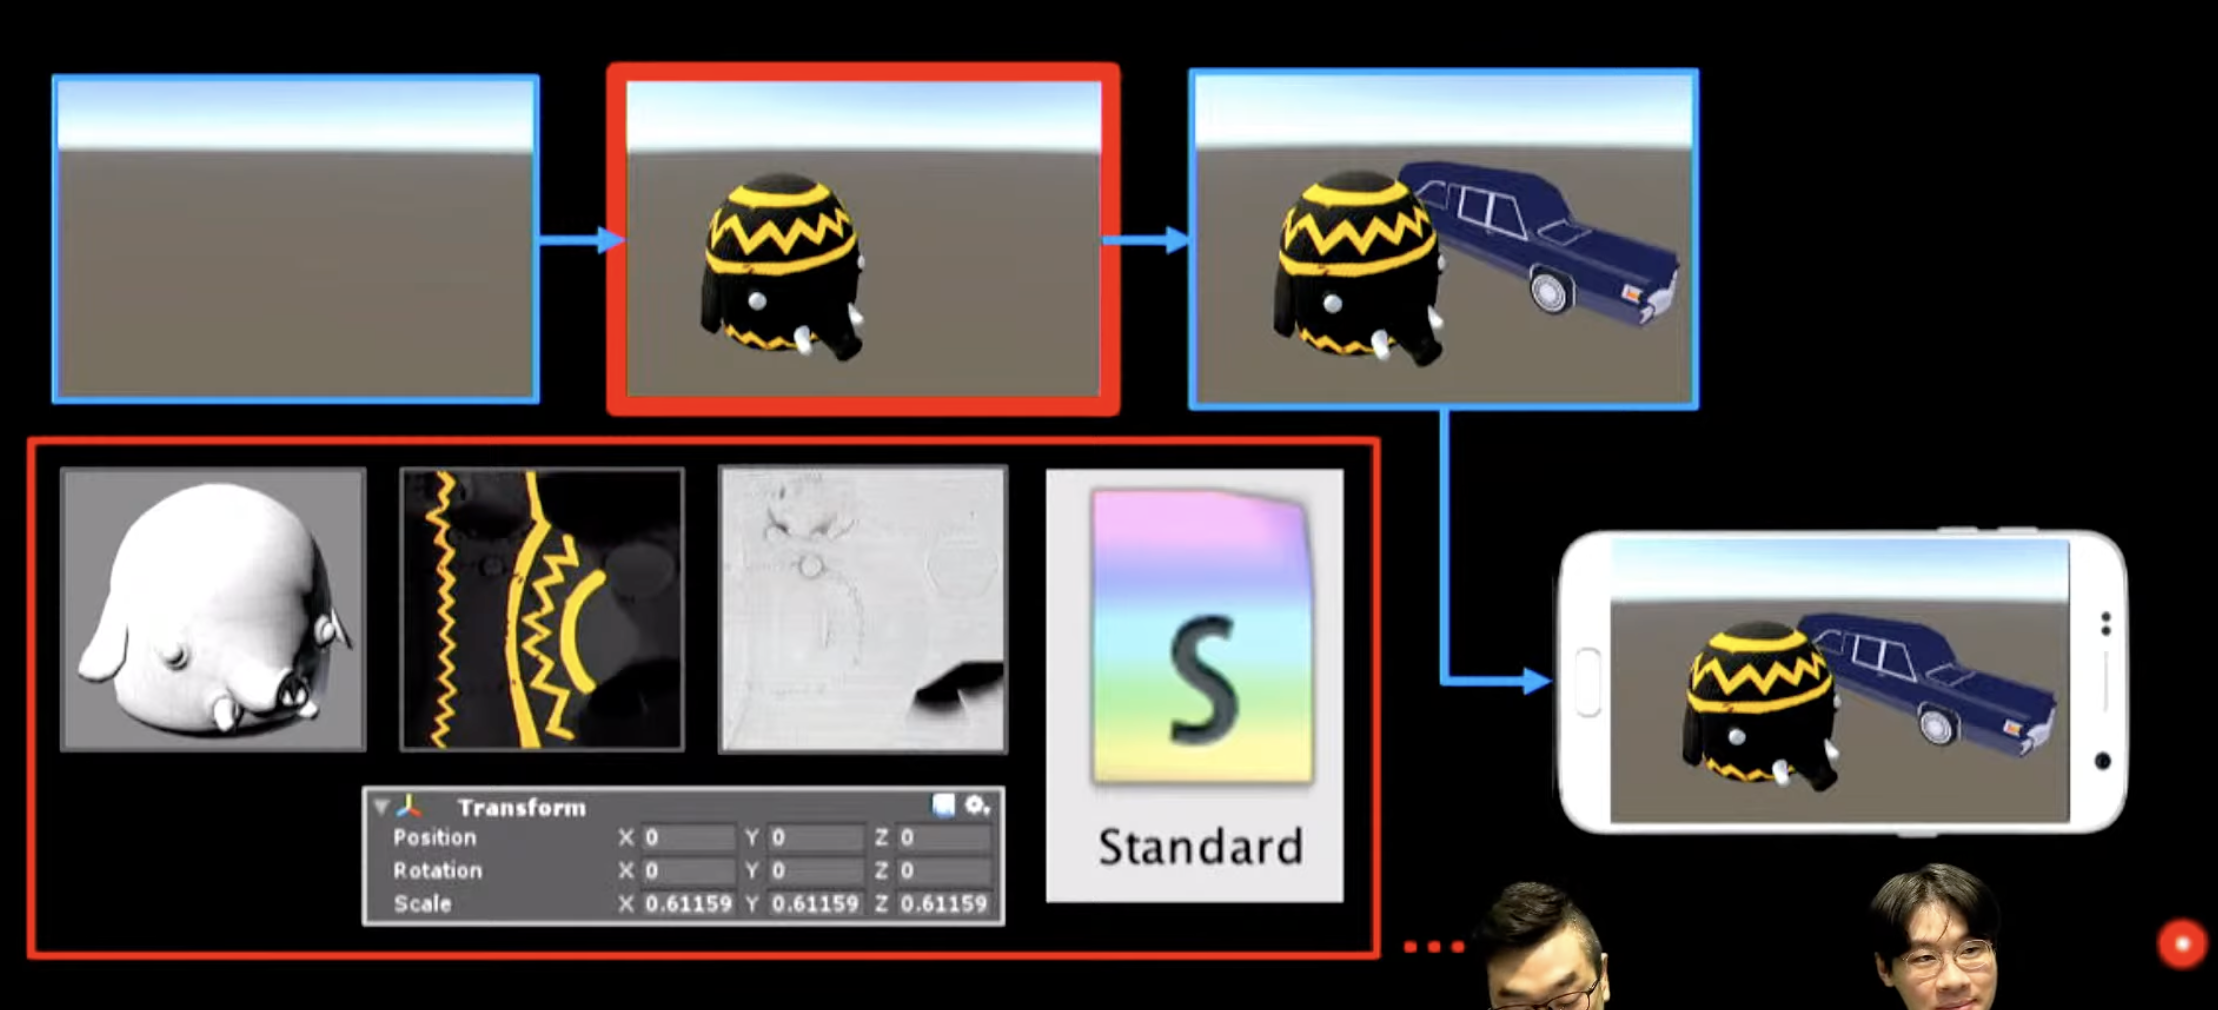 S
Standard
Transform
Position X 0 Y 0 Z 0
Rotation X 0 Y 0 Z 0
Scale X 0.61159 Y 0.61159 Z 0.61159